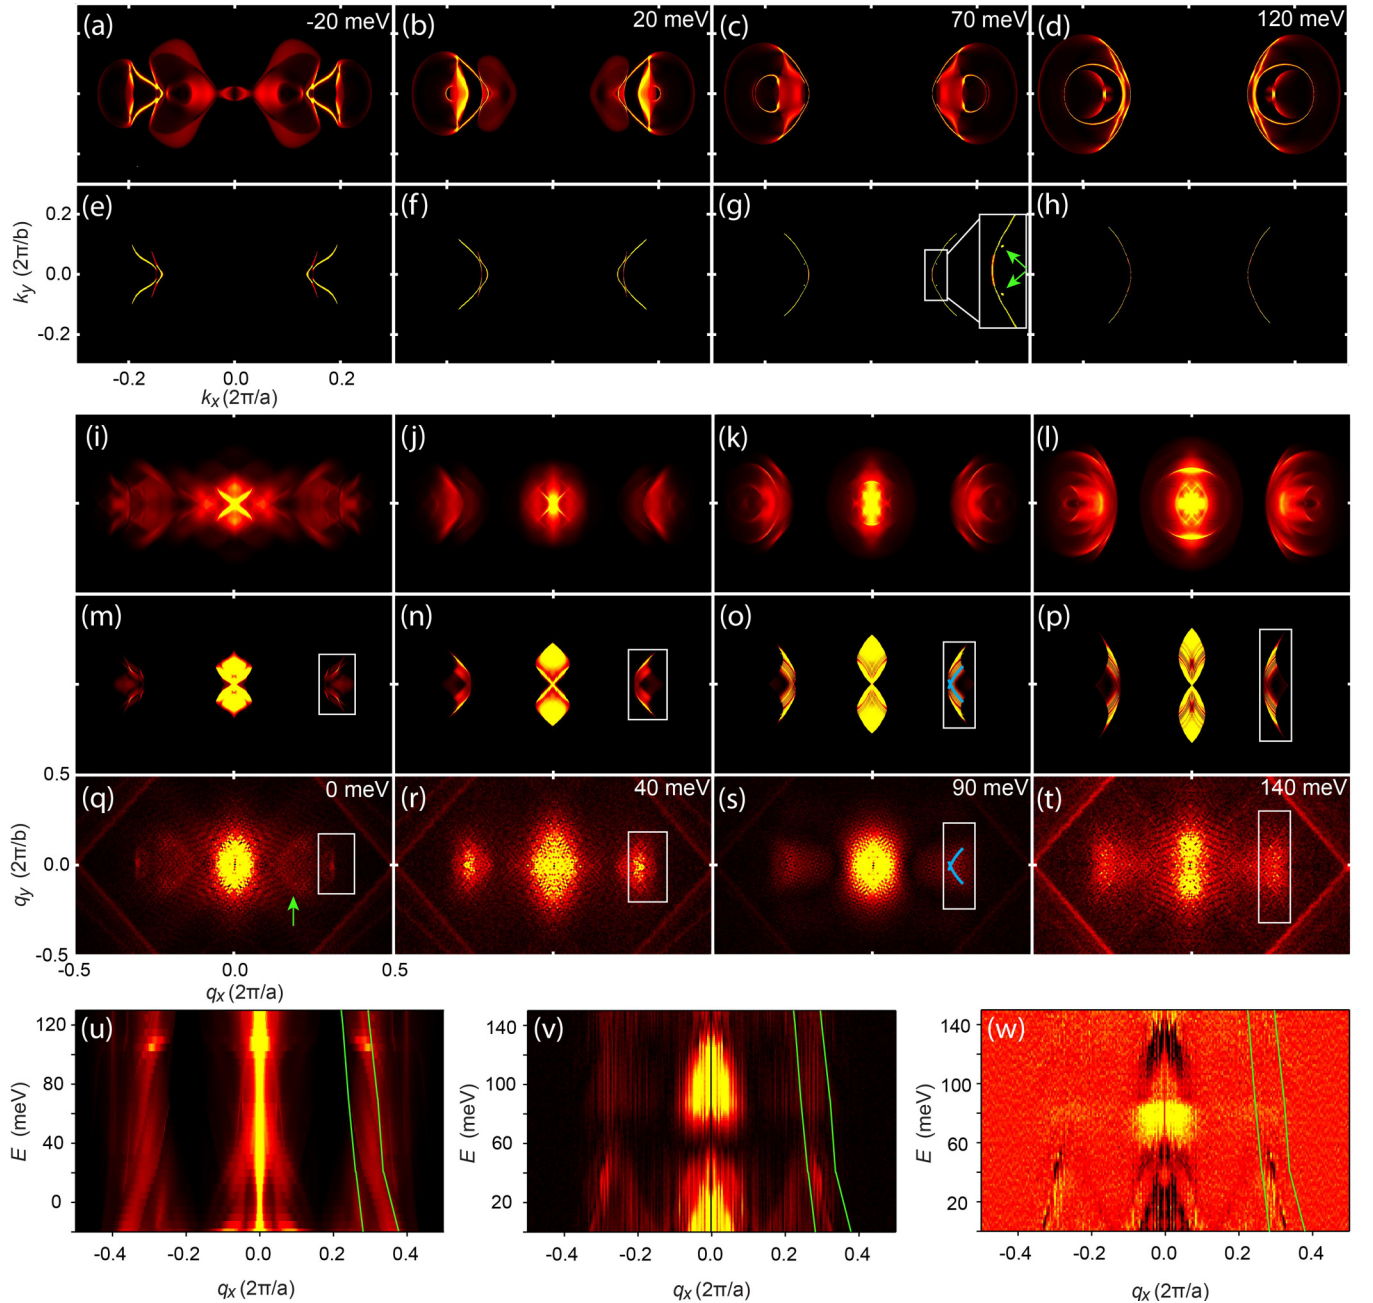 (a) -20 meV (b) 20 meV (c) 70 meV (d) 120 meV
(e) (f) (g) (h)
0.2
0.0
-0.2
k_y (2π/b)
-0.2 0.0 0.2
k_x (2π/a)
(i) (j) (k) (l)
(m) (n) (o) (p)
0.5
(q) 0 meV (r) 40 meV (s) 90 meV (t) 140 meV
0.0
q_y (2π/b)
-0.5
-0.5 0.0 0.5
q_x (2π/a)
(u) (v) (w)
120
80
40
0
E (meV)
-0.4 -0.2 0.0 0.2 0.4
q_x (2π/a)
140
100
60
20
E (meV)
-0.4 -0.2 0.0 0.2 0.4
q_x (2π/a)
140
100
60
20
E (meV)
-0.4 -0.2 0.0 0.2 0.4
q_x (2π/a)